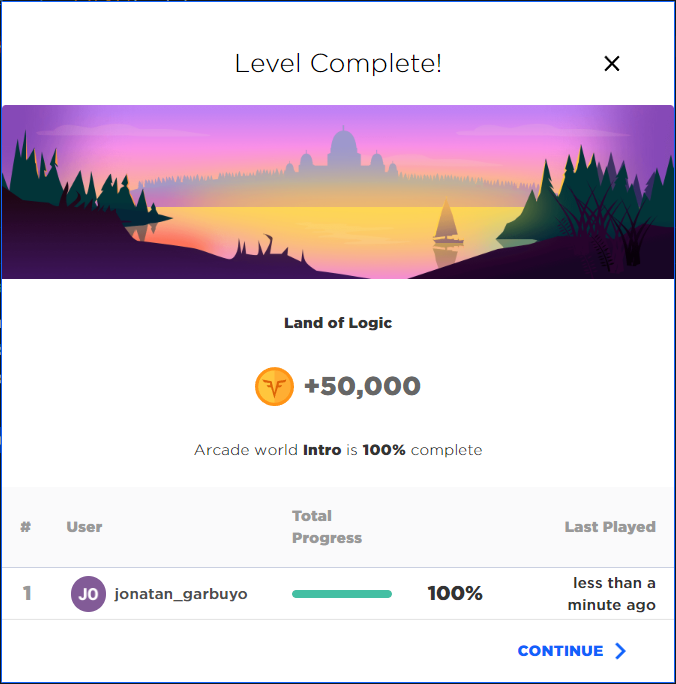 Level Complete!
Land of Logic
+50,000
Arcade world Intro is 100% complete
# User Total Progress Last Played
1 JO jonatan_garbuyo 100% less than a minute ago
CONTINUE